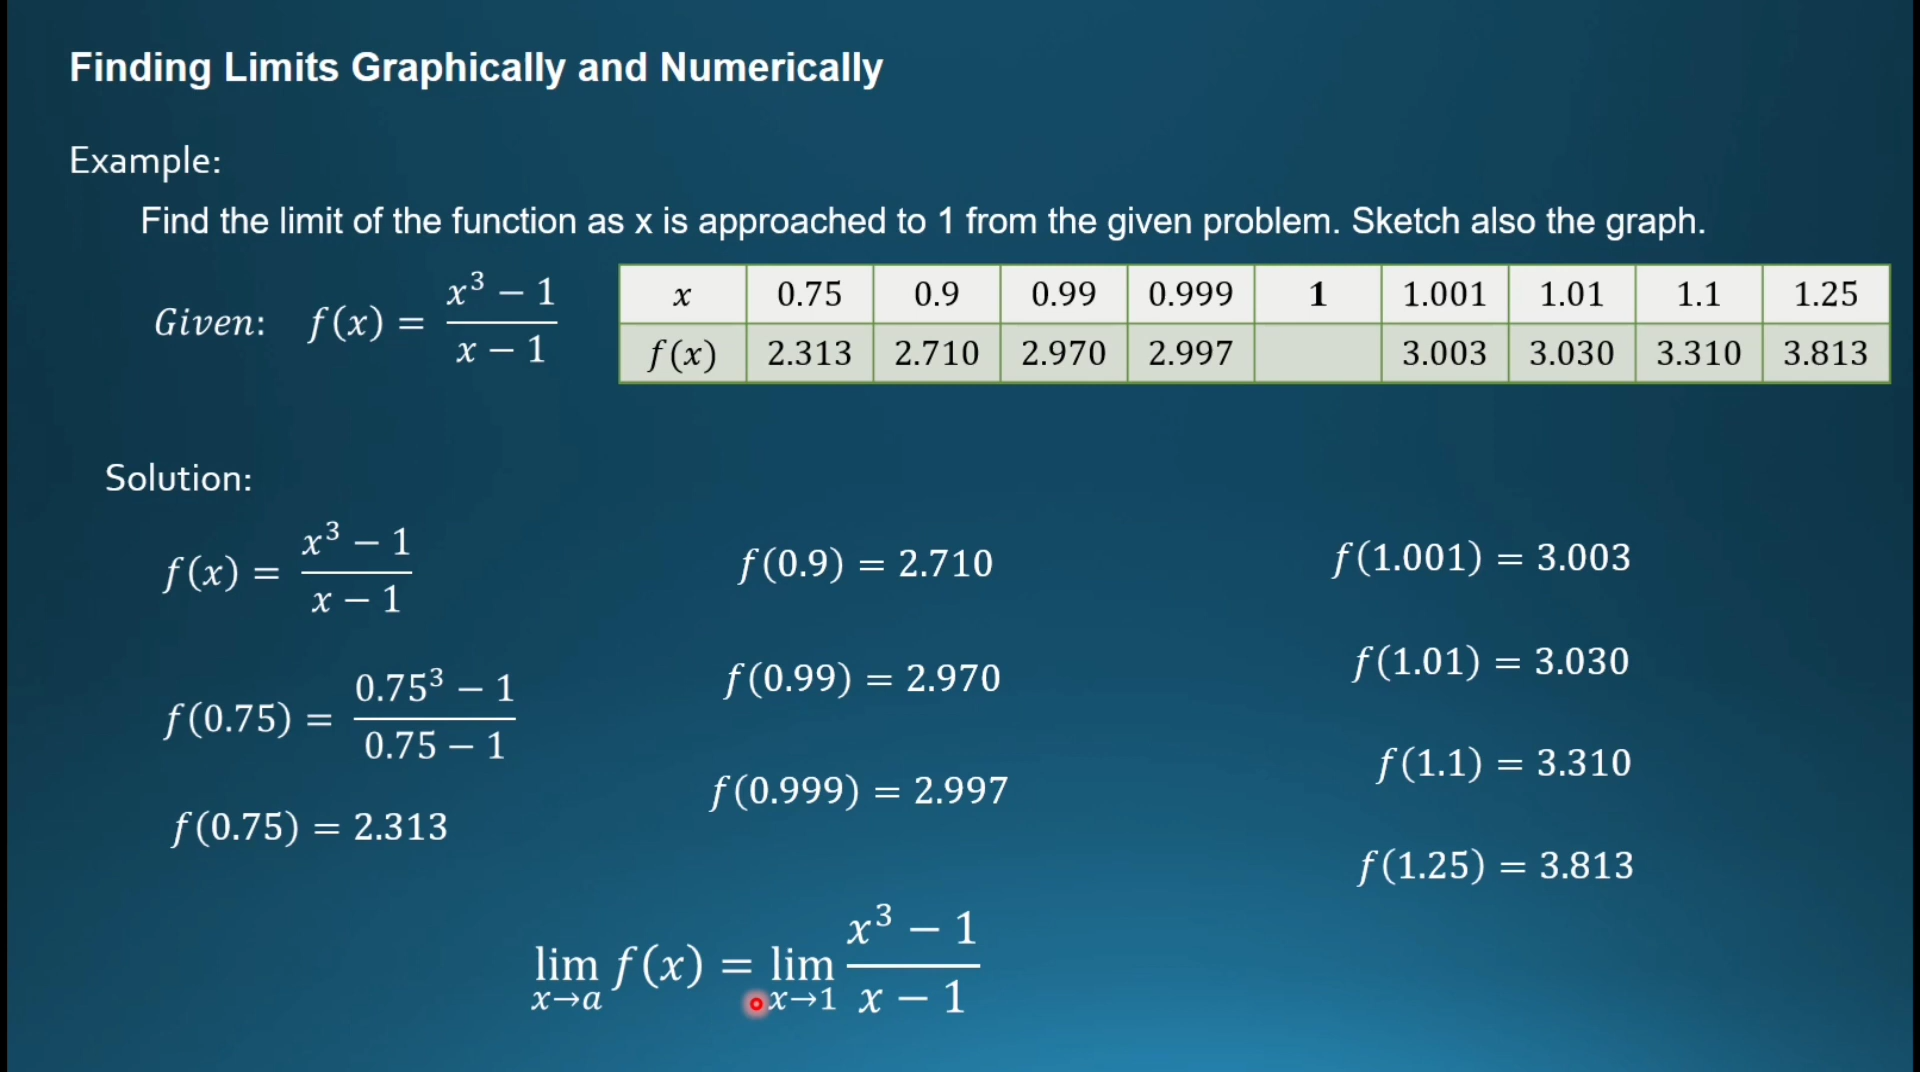 Finding Limits Graphically and Numerically
Example:
Find the limit of the function as x is approached to 1 from the given problem. Sketch also the graph.
Given: f(x) = (x³ − 1)/(x − 1)
x 0.75 0.9 0.99 0.999 1 1.001 1.01 1.1 1.25
f(x) 2.313 2.710 2.970 2.997 3.003 3.030 3.310 3.813
Solution:
f(x) = (x³ − 1)/(x − 1)
f(0.75) = (0.75³ − 1)/(0.75 − 1)
f(0.75) = 2.313
f(0.9) = 2.710
f(0.99) = 2.970
f(0.999) = 2.997
f(1.001) = 3.003
f(1.01) = 3.030
f(1.1) = 3.310
f(1.25) = 3.813
lim x→a f(x) = lim x→1 (x³ − 1)/(x − 1)